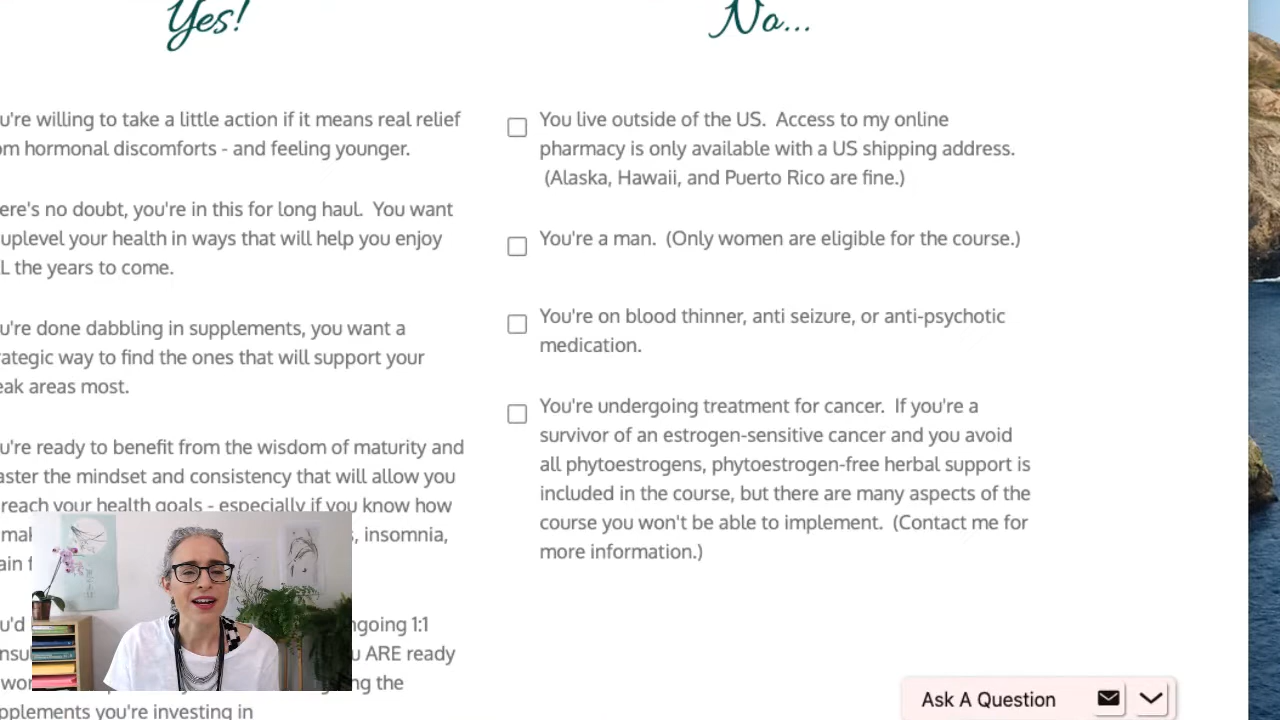 Yes!
No...
u're willing to take a little action if it means real relief
om hormonal discomforts - and feeling younger.
ere's no doubt, you're in this for long haul.  You want
uplevel your health in ways that will help you enjoy
L the years to come.
u're done dabbling in supplements, you want a
ategic way to find the ones that will support your
eak areas most.
u're ready to benefit from the wisdom of maturity and
aster the mindset and consistency that will allow you
reach your health goals - especially if you know how
mak
s, insomnia,
ain f
u'd
ngoing 1:1
nsu
u ARE ready
wor
ng the
pplements you're investing in
You live outside of the US.  Access to my online
pharmacy is only available with a US shipping address.
(Alaska, Hawaii, and Puerto Rico are fine.)
You're a man.  (Only women are eligible for the course.)
You're on blood thinner, anti seizure, or anti-psychotic
medication.
You're undergoing treatment for cancer.  If you're a
survivor of an estrogen-sensitive cancer and you avoid
all phytoestrogens, phytoestrogen-free herbal support is
included in the course, but there are many aspects of the
course you won't be able to implement.  (Contact me for
more information.)
Ask A Question